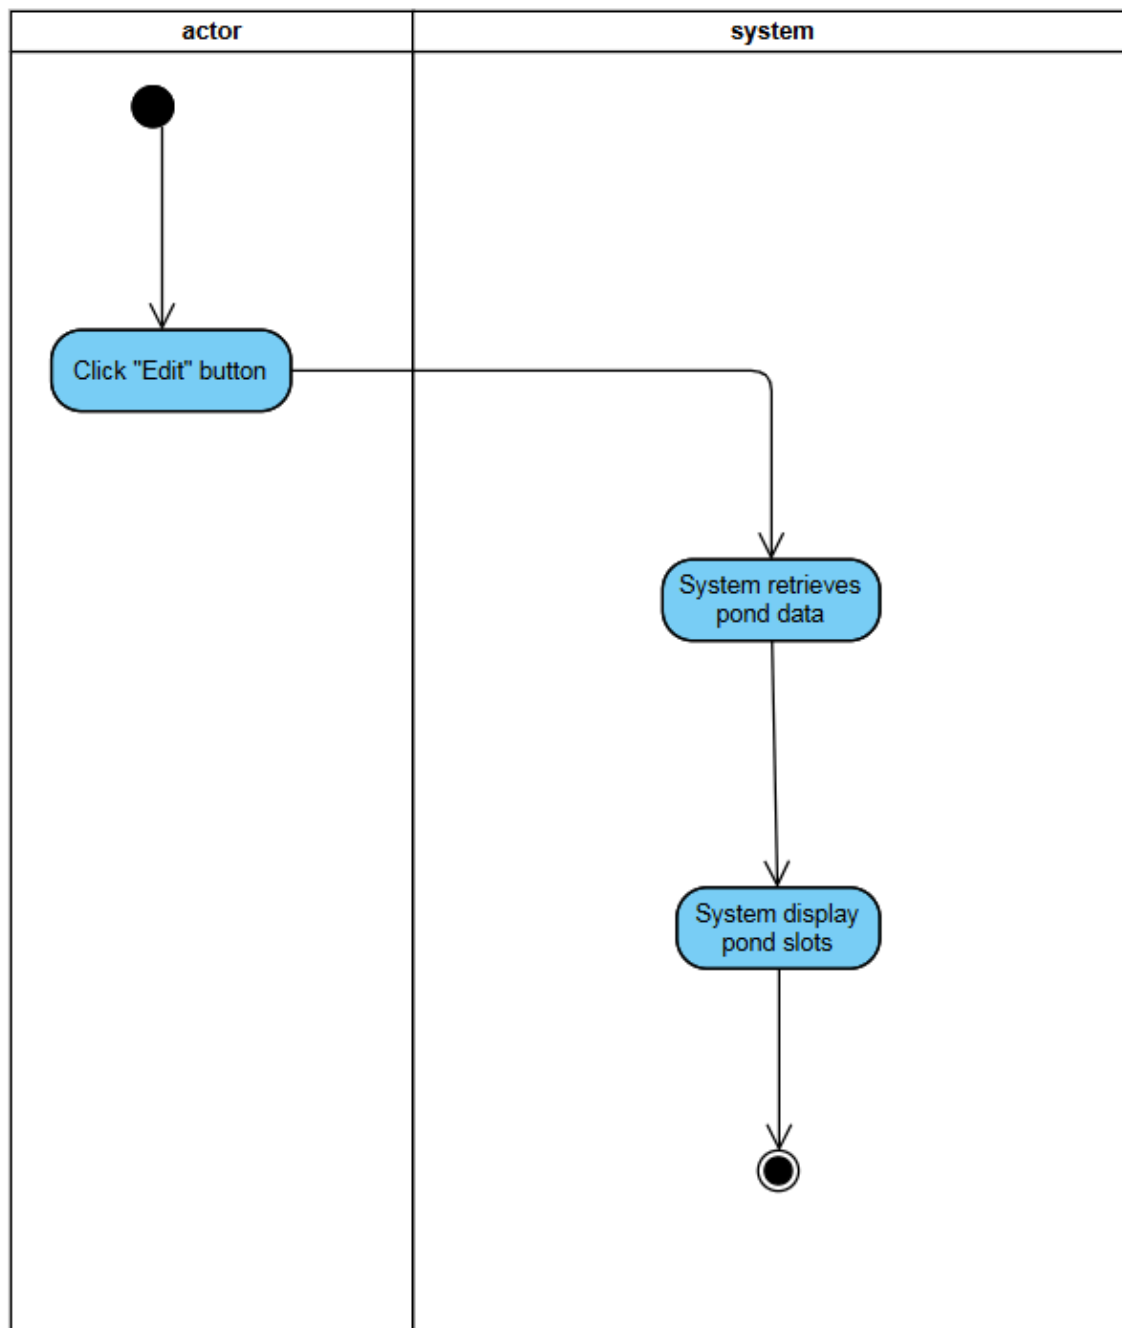 actor
system
Click "Edit" button
System retrieves
pond data
System display
pond slots